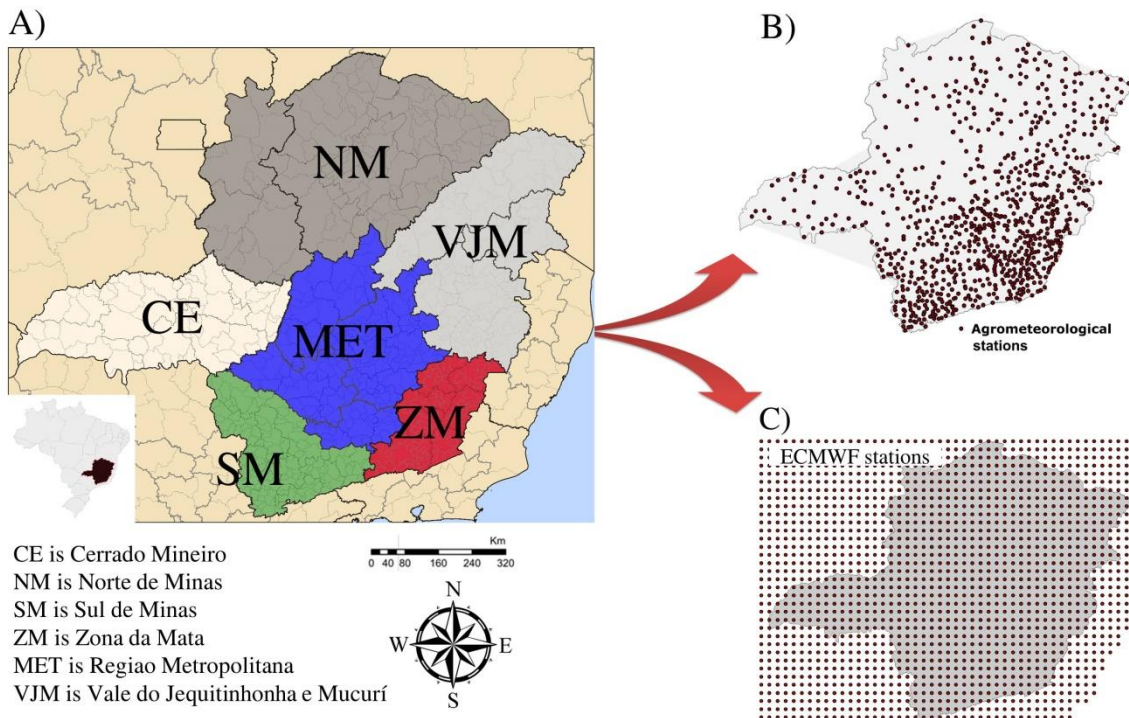 A)
NM
VJM
CE
MET
ZM
SM
CE is Cerrado Mineiro
NM is Norte de Minas
SM is Sul de Minas
ZM is Zona da Mata
MET is Regiao Metropolitana
VJM is Vale do Jequitinhonha e Mucurí
Km
0 40 80 160 240 320
N
W E
S
B)
Agrometeorological
stations
C)
ECMWF stations